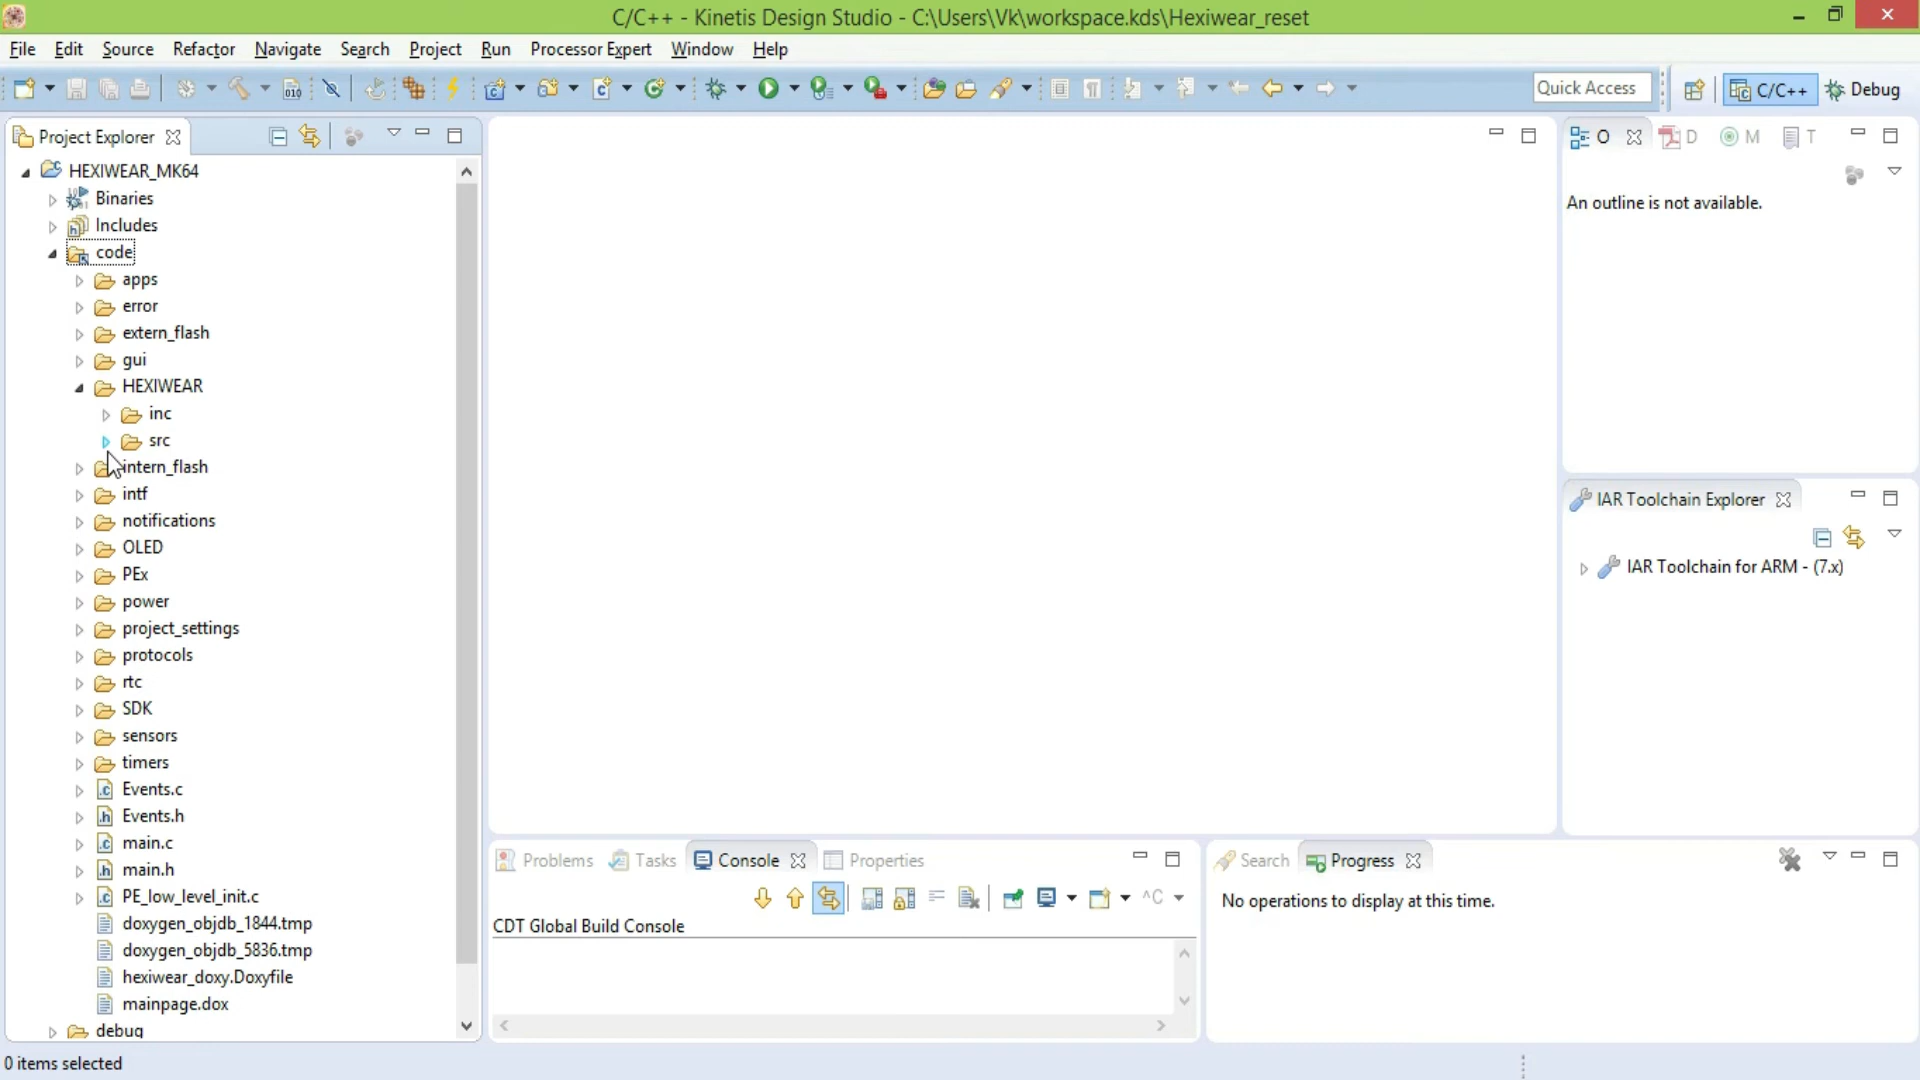 C/C++ - Kinetis Design Studio - C:\Users\Vk\workspace.kds\Hexiwear_reset
File Edit Source Refactor Navigate Search Project Run Processor Expert Window Help
010
Quick Access
C/C++
Debug
Project Explorer
HEXIWEAR_MK64
Binaries
Includes
code
apps
error
extern_flash
gui
HEXIWEAR
inc
src
intern_flash
intf
notifications
OLED
PEx
power
project_settings
protocols
rtc
SDK
sensors
timers
Events.c
Events.h
main.c
main.h
PE_low_level_init.c
doxygen_objdb_1844.tmp
doxygen_objdb_5836.tmp
hexiwear_doxy.Doxyfile
mainpage.dox
debug
O D M T
An outline is not available.
IAR Toolchain Explorer
IAR Toolchain for ARM - (7.x)
Problems Tasks Console Properties
^C
CDT Global Build Console
Search Progress
No operations to display at this time.
0 items selected